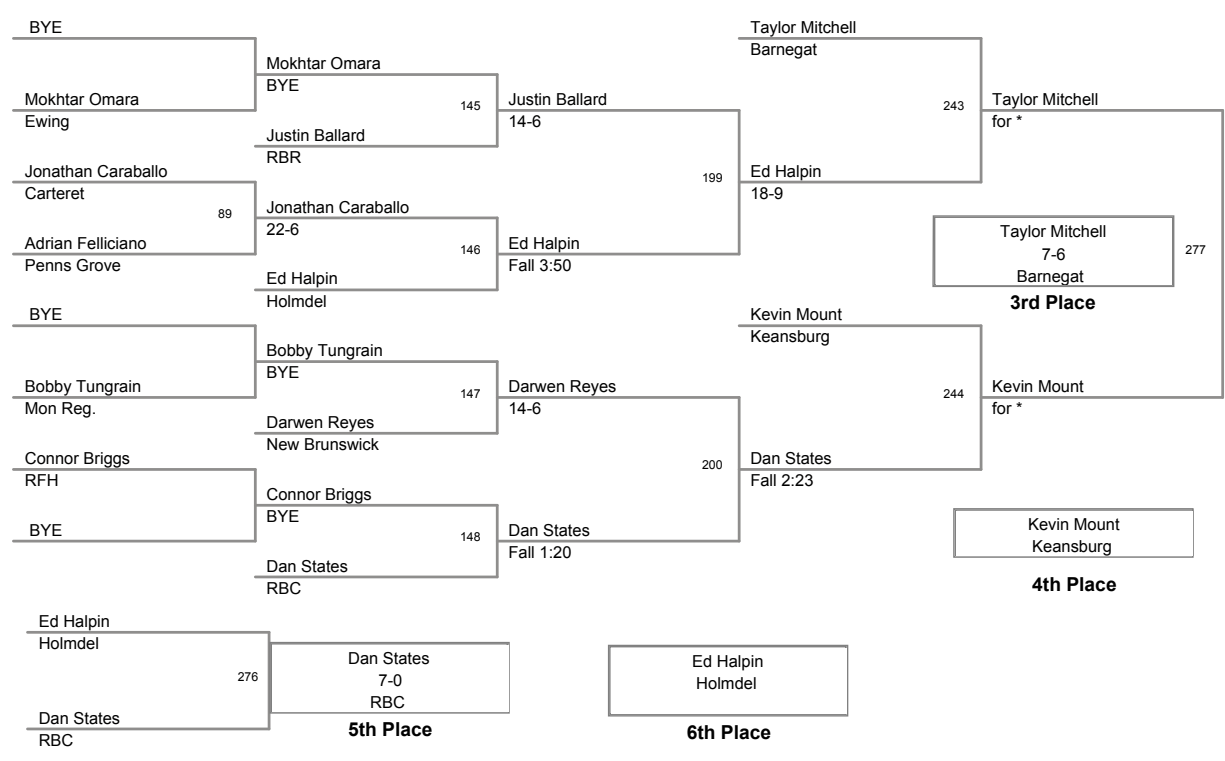 BYE
Mokhtar Omara
Ewing
Jonathan Caraballo
Carteret
89
Adrian Felliciano
Penns Grove
BYE
Bobby Tungrain
Mon Reg.
Connor Briggs
RFH
BYE
Mokhtar Omara
BYE
145
Justin Ballard
RBR
Jonathan Caraballo
22-6
146
Ed Halpin
Holmdel
Bobby Tungrain
BYE
147
Darwen Reyes
New Brunswick
Connor Briggs
BYE
148
Dan States
RBC
Justin Ballard
14-6
199
Ed Halpin
Fall 3:50
Darwen Reyes
14-6
200
Dan States
Fall 1:20
Taylor Mitchell
Barnegat
243
Ed Halpin
18-9
Kevin Mount
Keansburg
244
Dan States
Fall 2:23
Taylor Mitchell
for *
Taylor Mitchell
7-6
Barnegat
277
3rd Place
Kevin Mount
for *
Kevin Mount
Keansburg
4th Place
Ed Halpin
Holmdel
276
Dan States
RBC
Dan States
7-0
RBC
5th Place
Ed Halpin
Holmdel
6th Place